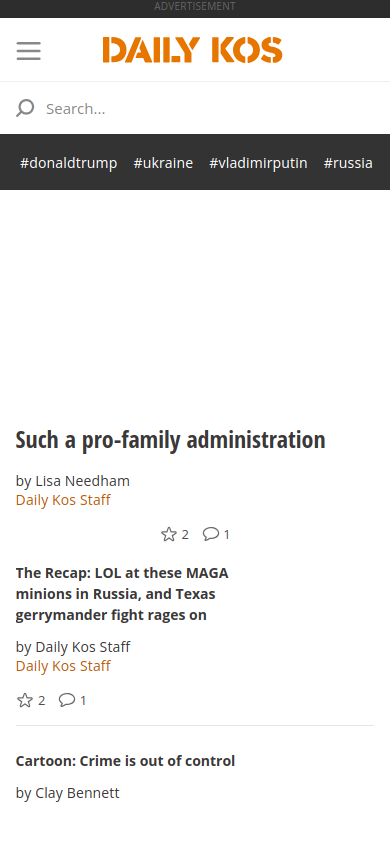 ADVERTISEMENT
DAILY KOS
Search...
#donaldtrump #ukraine #vladimirputin #russia
Such a pro-family administration
by Lisa Needham
Daily Kos Staff
2 1
The Recap: LOL at these MAGA
minions in Russia, and Texas
gerrymander fight rages on
by Daily Kos Staff
Daily Kos Staff
2 1
Cartoon: Crime is out of control
by Clay Bennett